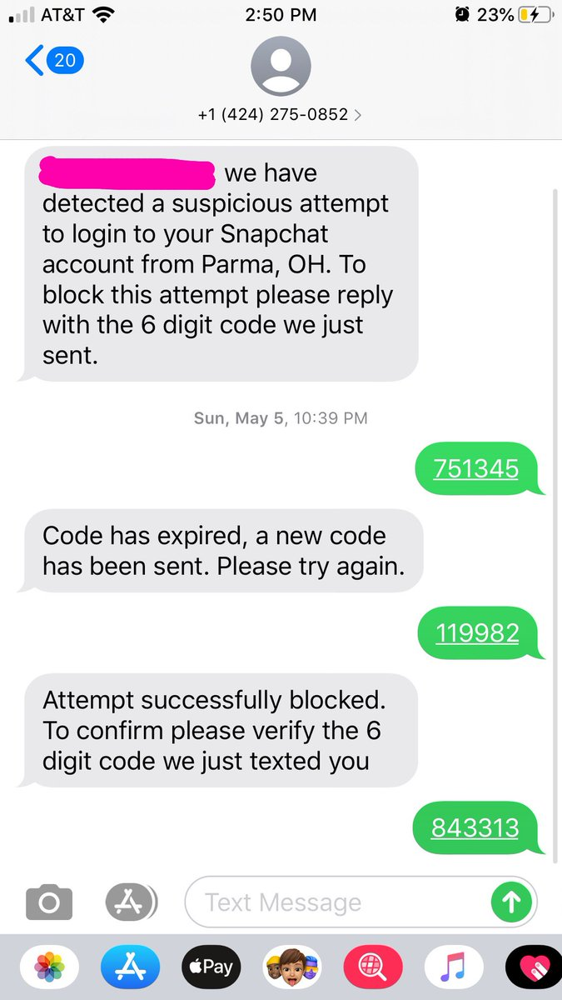 AT&T 2:50 PM 23%
20
+1 (424) 275-0852
we have
detected a suspicious attempt
to login to your Snapchat
account from Parma, OH. To
block this attempt please reply
with the 6 digit code we just
sent.
Sun, May 5, 10:39 PM
751345
Code has expired, a new code
has been sent. Please try again.
119982
Attempt successfully blocked.
To confirm please verify the 6
digit code we just texted you
843313
Text Message
Pay